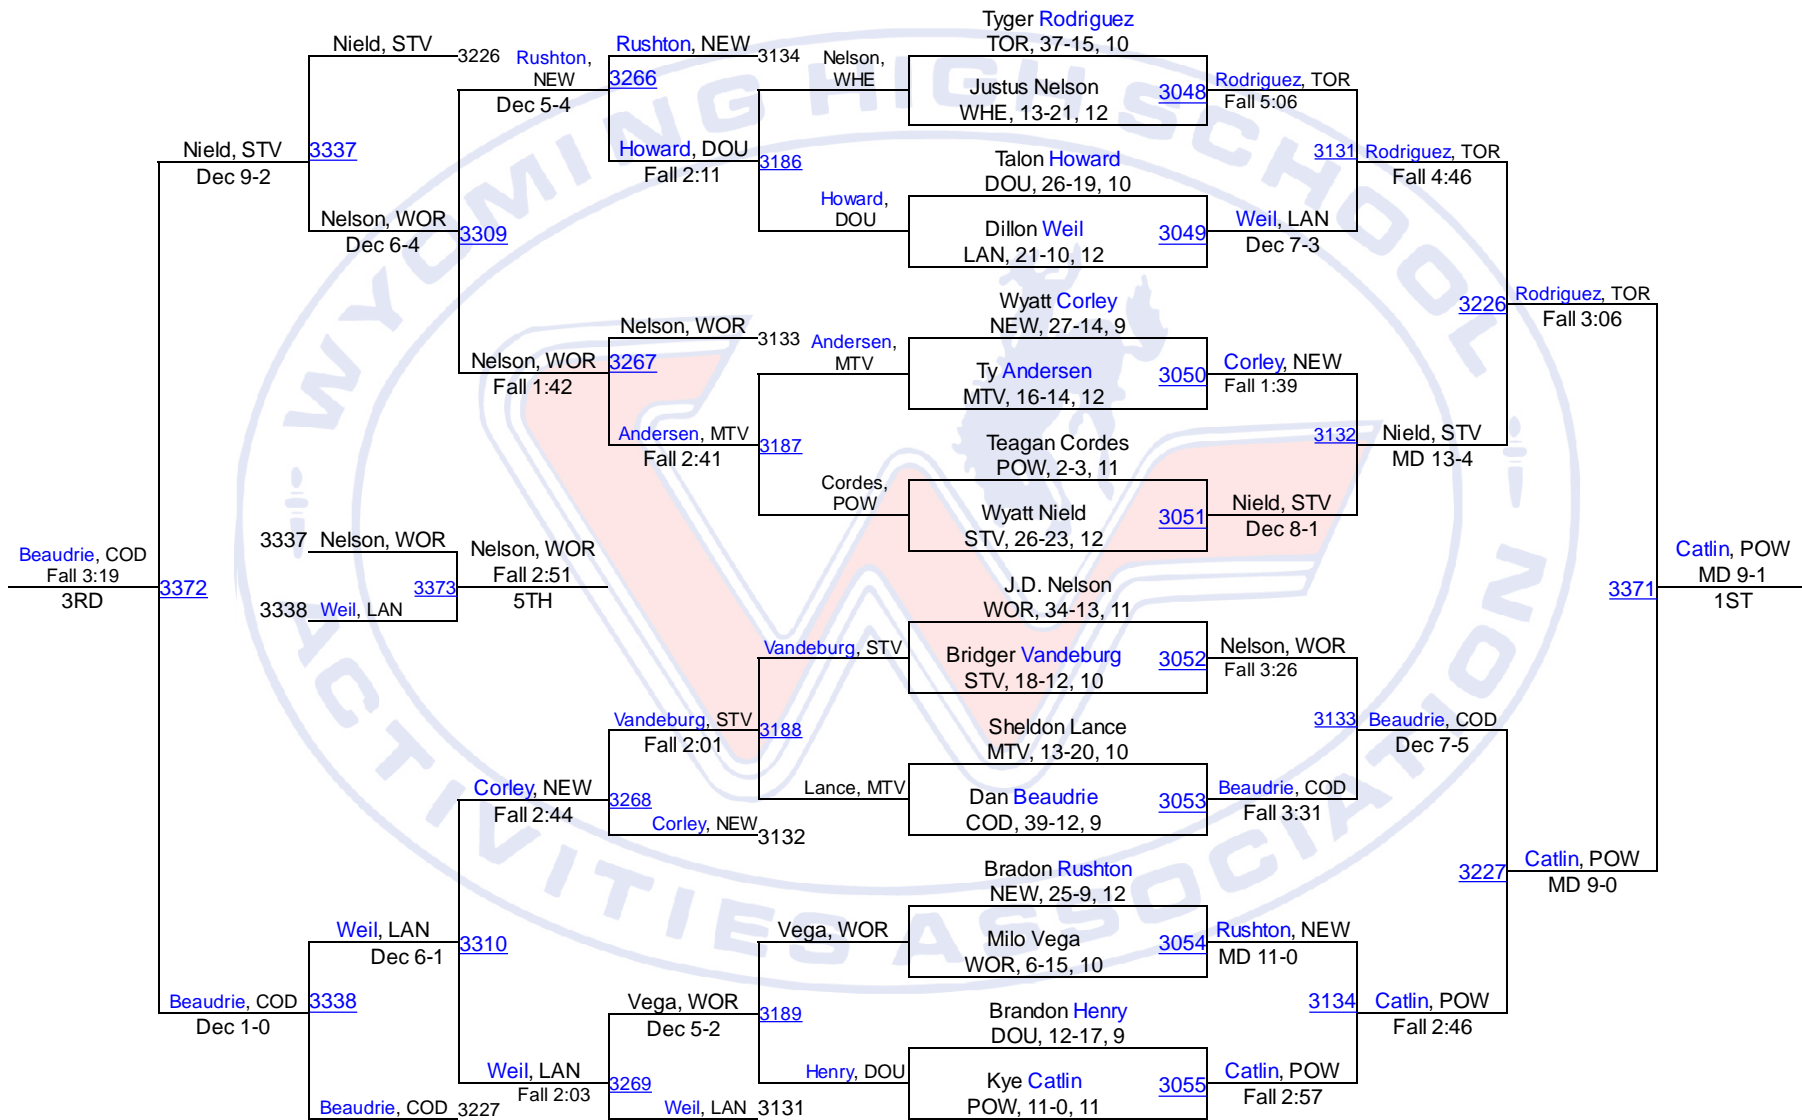 Tyger Rodriguez
TOR, 37-15, 10
Nield, STV
3226
Rushton,
NEW
Dec 5-4
Rushton, NEW
3134
3266
Nelson,
WHE
Justus Nelson
WHE, 13-21, 12
3048
Rodriguez, TOR
Fall 5:06
Nield, STV
Dec 9-2
3337
Howard, DOU
Fall 2:11
3186
Talon Howard
DOU, 26-19, 10
3131
Rodriguez, TOR
Fall 4:46
Nelson, WOR
Dec 6-4
3309
Howard,
DOU
Dillon Weil
LAN, 21-10, 12
3049
Weil, LAN
Dec 7-3
Wyatt Corley
NEW, 27-14, 9
3226
Rodriguez, TOR
Fall 3:06
Nelson, WOR
3133
Nelson, WOR
Fall 1:42
3267
Andersen,
MTV
Ty Andersen
MTV, 16-14, 12
3050
Corley, NEW
Fall 1:39
Andersen, MTV
Fall 2:41
3187
Teagan Cordes
POW, 2-3, 11
3132
Nield, STV
MD 13-4
Cordes,
POW
Wyatt Nield
STV, 26-23, 12
3051
Nield, STV
Dec 8-1
3337
Nelson, WOR
Nelson, WOR
Fall 2:51
5TH
3373
3338
Weil, LAN
Beaudrie, COD
Fall 3:19
3RD
3372
J.D. Nelson
WOR, 34-13, 11
3371
Catlin, POW
MD 9-1
1ST
Vandeburg, STV
Bridger Vandeburg
STV, 18-12, 10
3052
Nelson, WOR
Fall 3:26
Vandeburg, STV
Fall 2:01
3188
Sheldon Lance
MTV, 13-20, 10
3133
Beaudrie, COD
Dec 7-5
Corley, NEW
Fall 2:44
3268
Corley, NEW
3132
Lance, MTV
Dan Beaudrie
COD, 39-12, 9
3053
Beaudrie, COD
Fall 3:31
Bradon Rushton
NEW, 25-9, 12
3227
Catlin, POW
MD 9-0
Weil, LAN
Dec 6-1
3310
Vega, WOR
Milo Vega
WOR, 6-15, 10
3054
Rushton, NEW
MD 11-0
Beaudrie, COD
Dec 1-0
3338
Vega, WOR
Dec 5-2
3189
Brandon Henry
DOU, 12-17, 9
3134
Catlin, POW
Fall 2:46
Weil, LAN
Fall 2:03
3269
Henry, DOU
Kye Catlin
POW, 11-0, 11
3055
Catlin, POW
Fall 2:57
Beaudrie, COD
3227
Weil, LAN
3131
WYOMING HIGH SCHOOL
ACTIVITIES ASSOCIATION